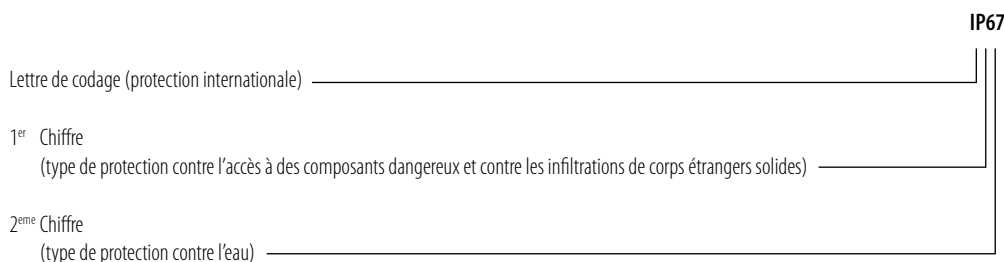 IP67
Lettre de codage (protection internationale)
1er Chiffre
(type de protection contre l'accès à des composants dangereux et contre les infiltrations de corps étrangers solides)
2eme Chiffre
(type de protection contre l'eau)